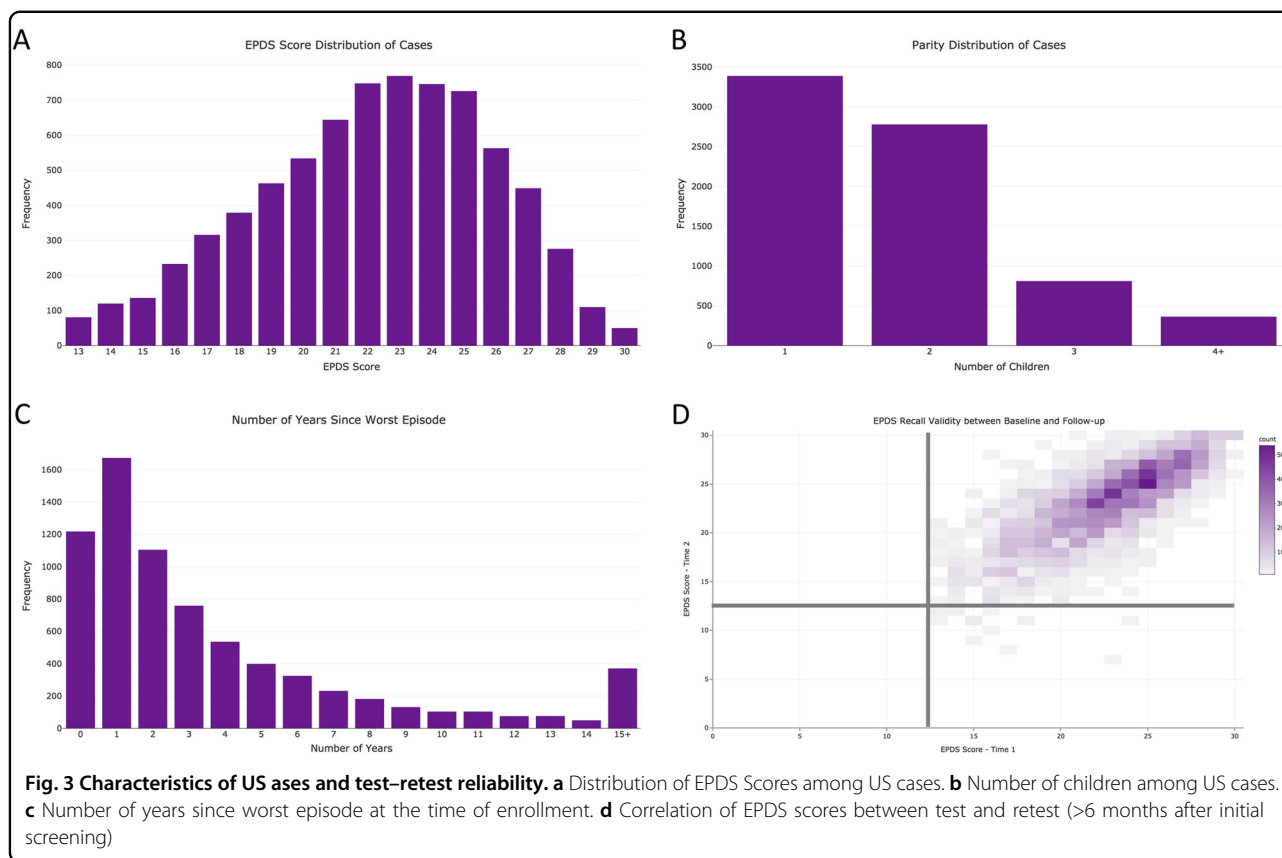 A
EPDS Score Distribution of Cases
800
700
600
500
400
300
200
100
0
Frequency
13 14 15 16 17 18 19 20 21 22 23 24 25 26 27 28 29 30
EPDS Score
B
Parity Distribution of Cases
3500
3000
2500
2000
1500
1000
500
0
Frequency
1 2 3 4+
Number of Children
C
Number of Years Since Worst Episode
1600
1400
1200
1000
800
600
400
200
0
Frequency
0 1 2 3 4 5 6 7 8 9 10 11 12 13 14 15+
Number of Years
D
EPDS Recall Validity between Baseline and Follow-up
30
25
20
15
10
5
0
EPDS Score - Time 2
0 5 10 15 20 25 30
EPDS Score - Time 1
count
50
40
30
20
10
Fig. 3 Characteristics of US ases and test–retest reliability. a Distribution of EPDS Scores among US cases. b Number of children among US cases.
c Number of years since worst episode at the time of enrollment. d Correlation of EPDS scores between test and retest (>6 months after initial
screening)